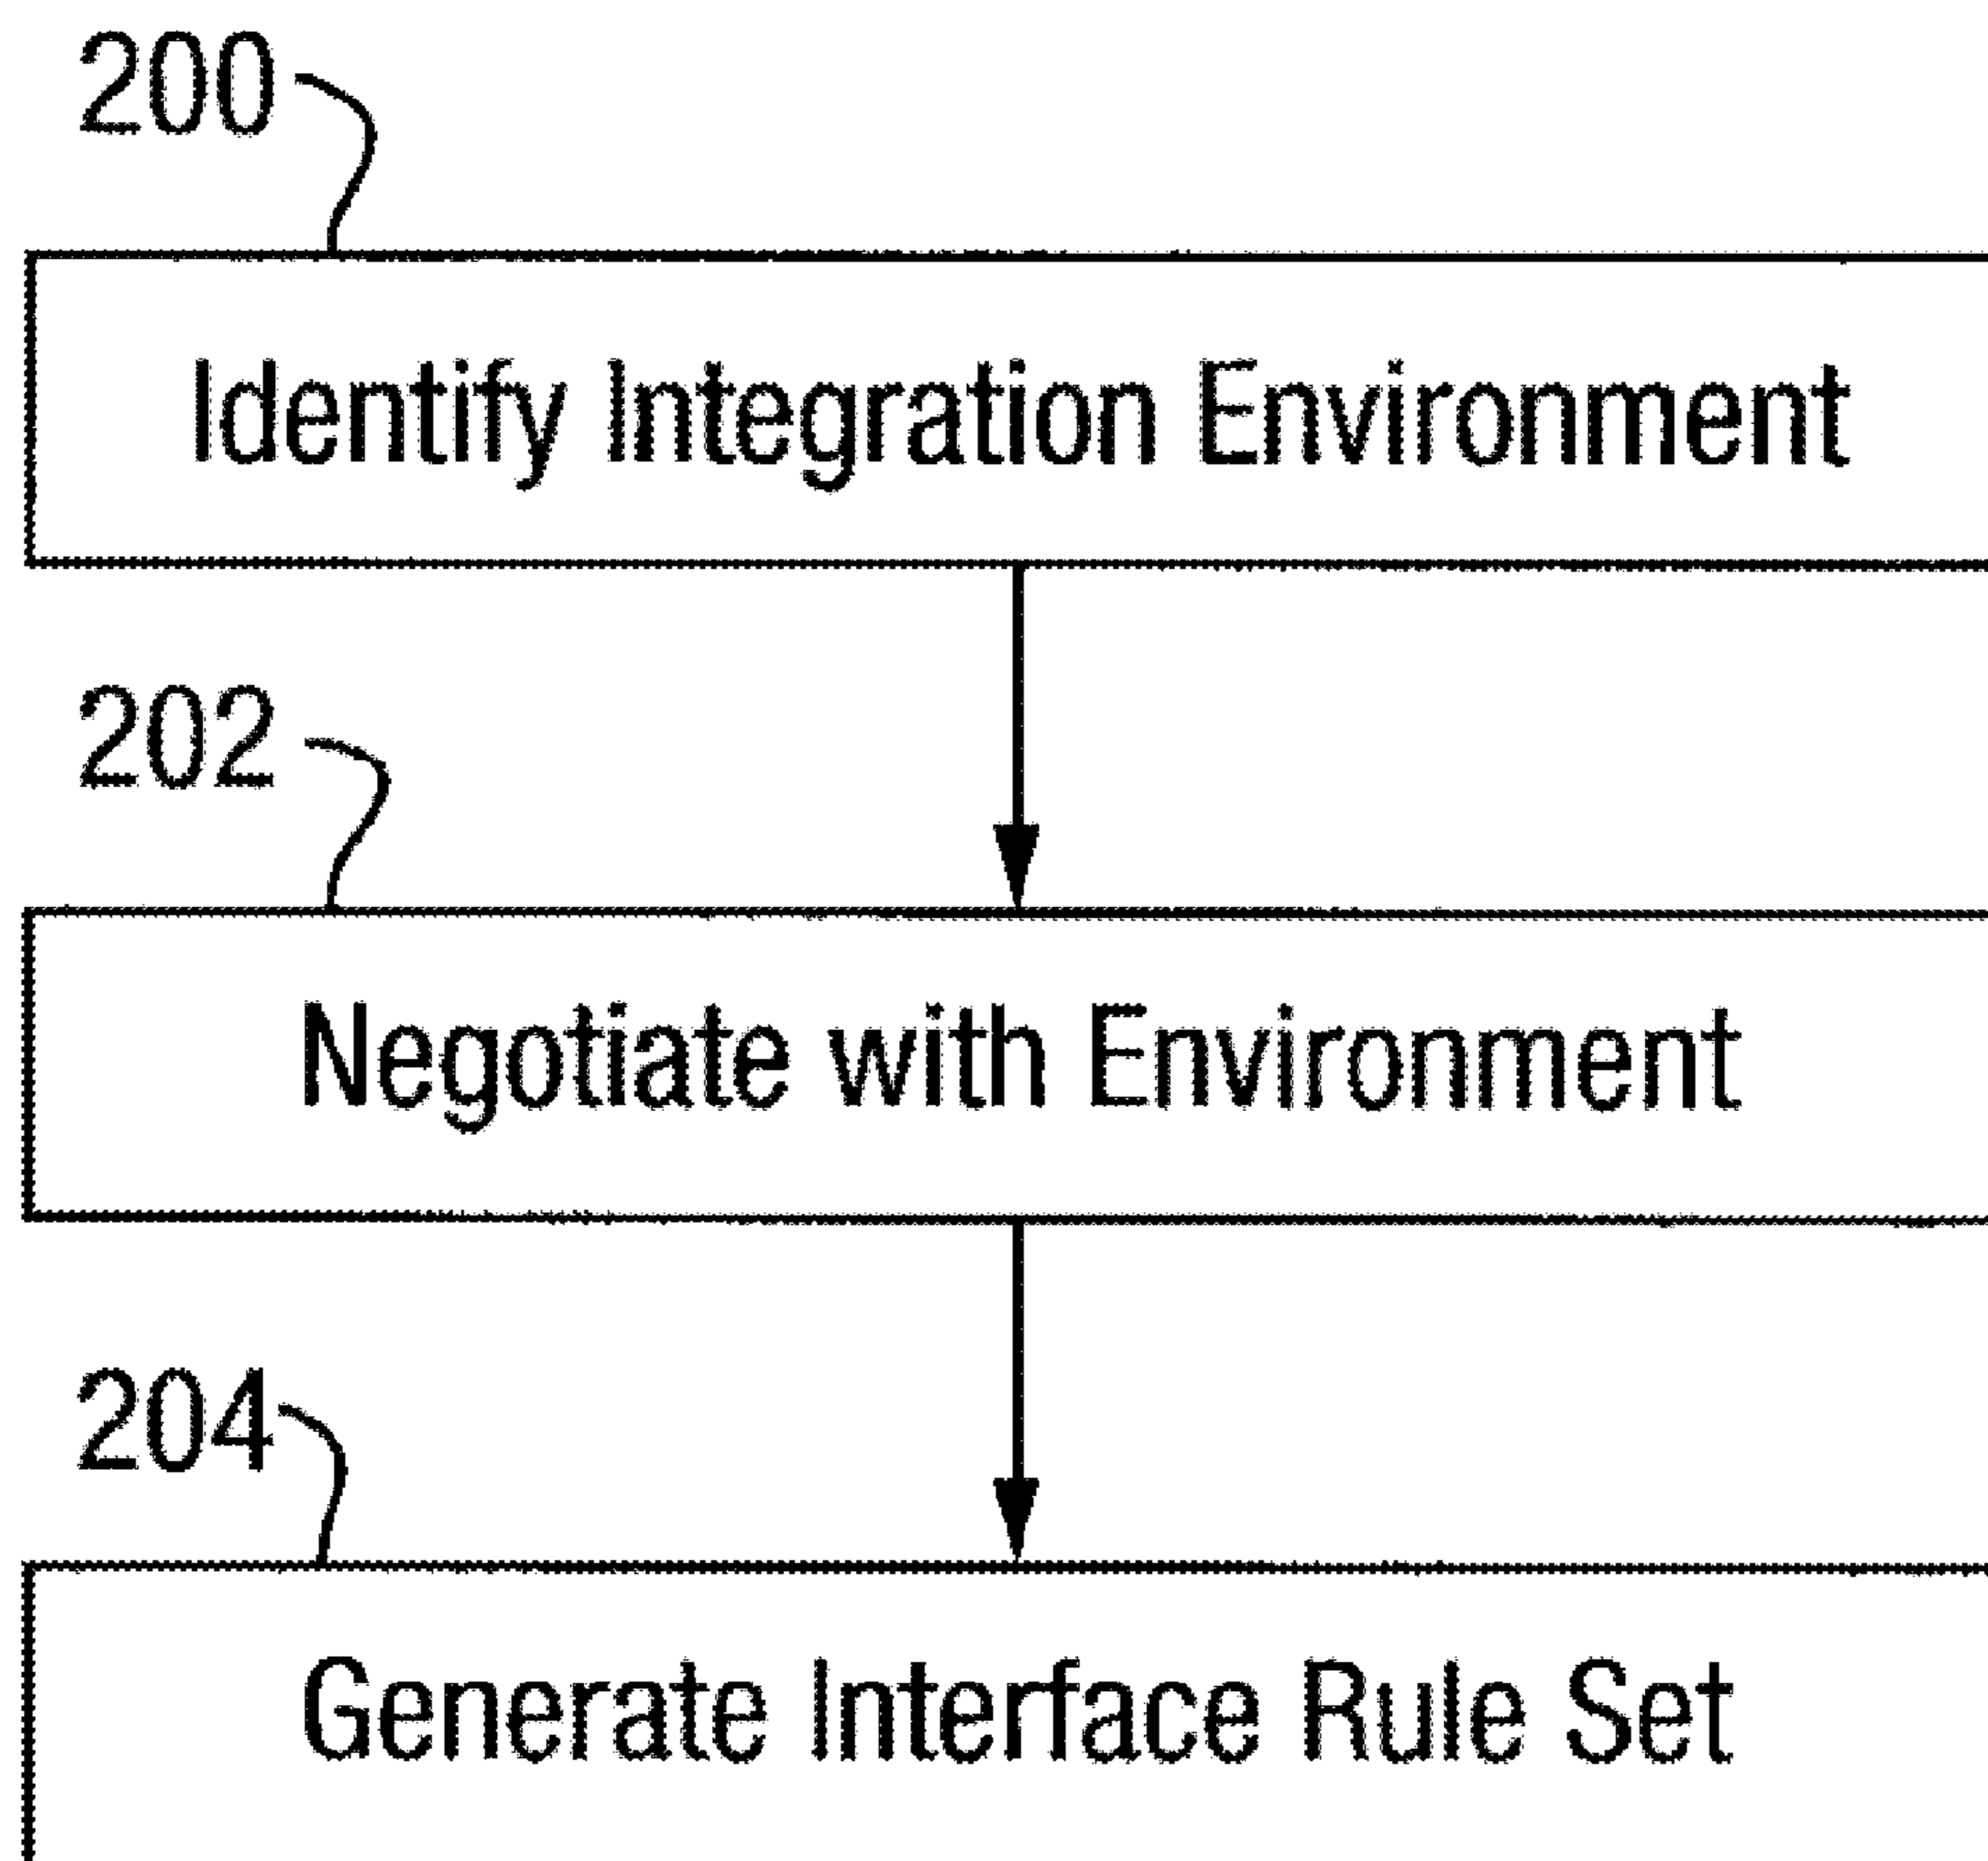 200
Identify Integration Environment
202
Negotiate with Environment
204
Generate Interface Rule Set